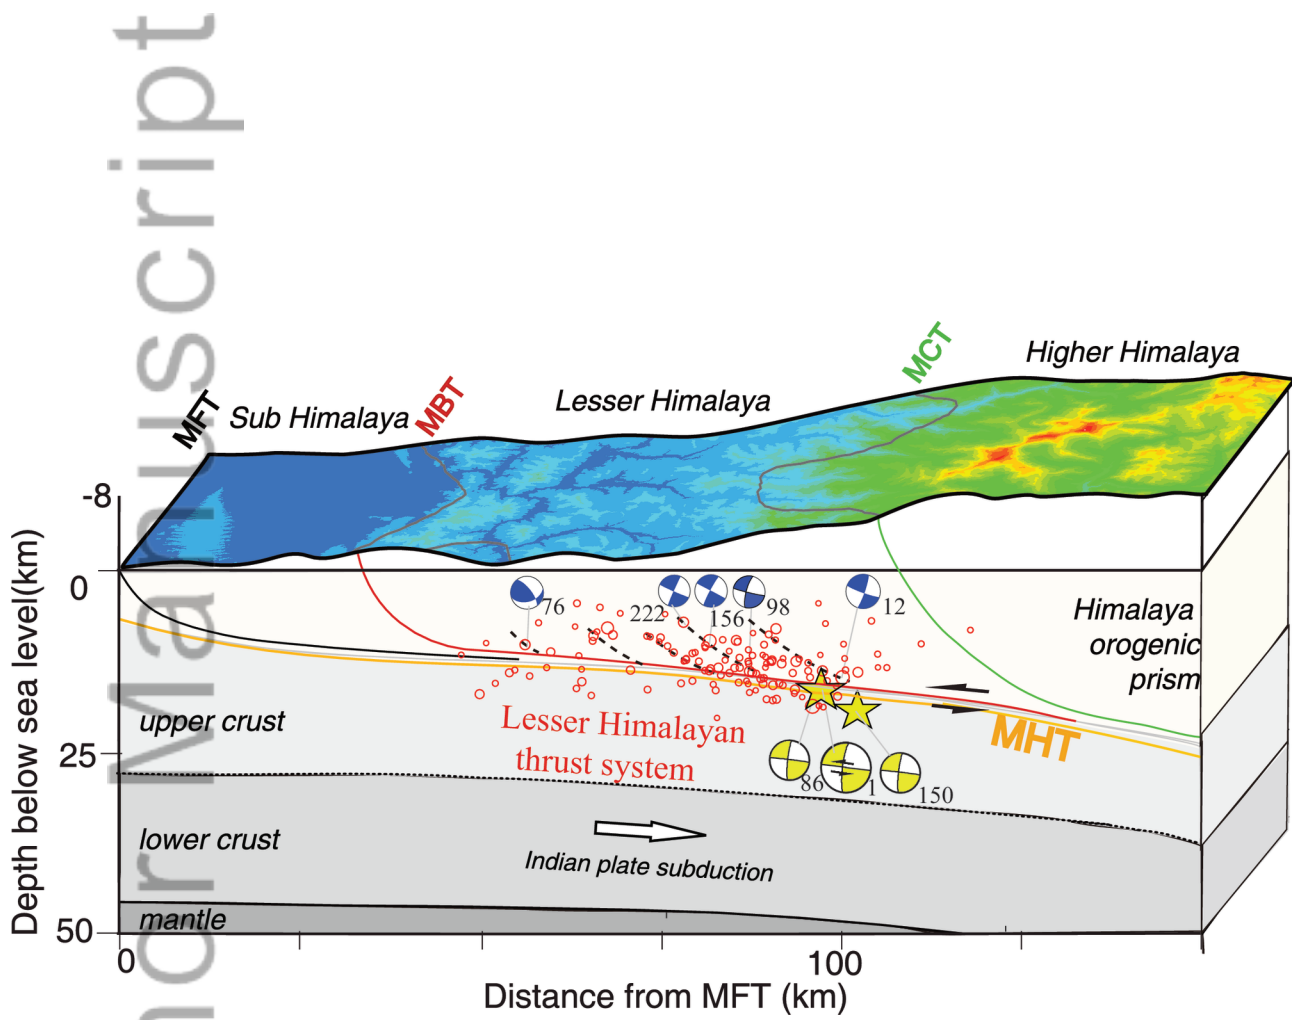 or Manuscript
MFT
Sub Himalaya
MBT
Lesser Himalaya
MCT
Higher Himalaya
-8
0
25
50
Depth below sea level(km)
76
222
156
98
12
Himalaya
orogenic
prism
upper crust
Lesser Himalayan
thrust system
MHT
86
1
150
lower crust
Indian plate subduction
mantle
0
100
Distance from MFT (km)